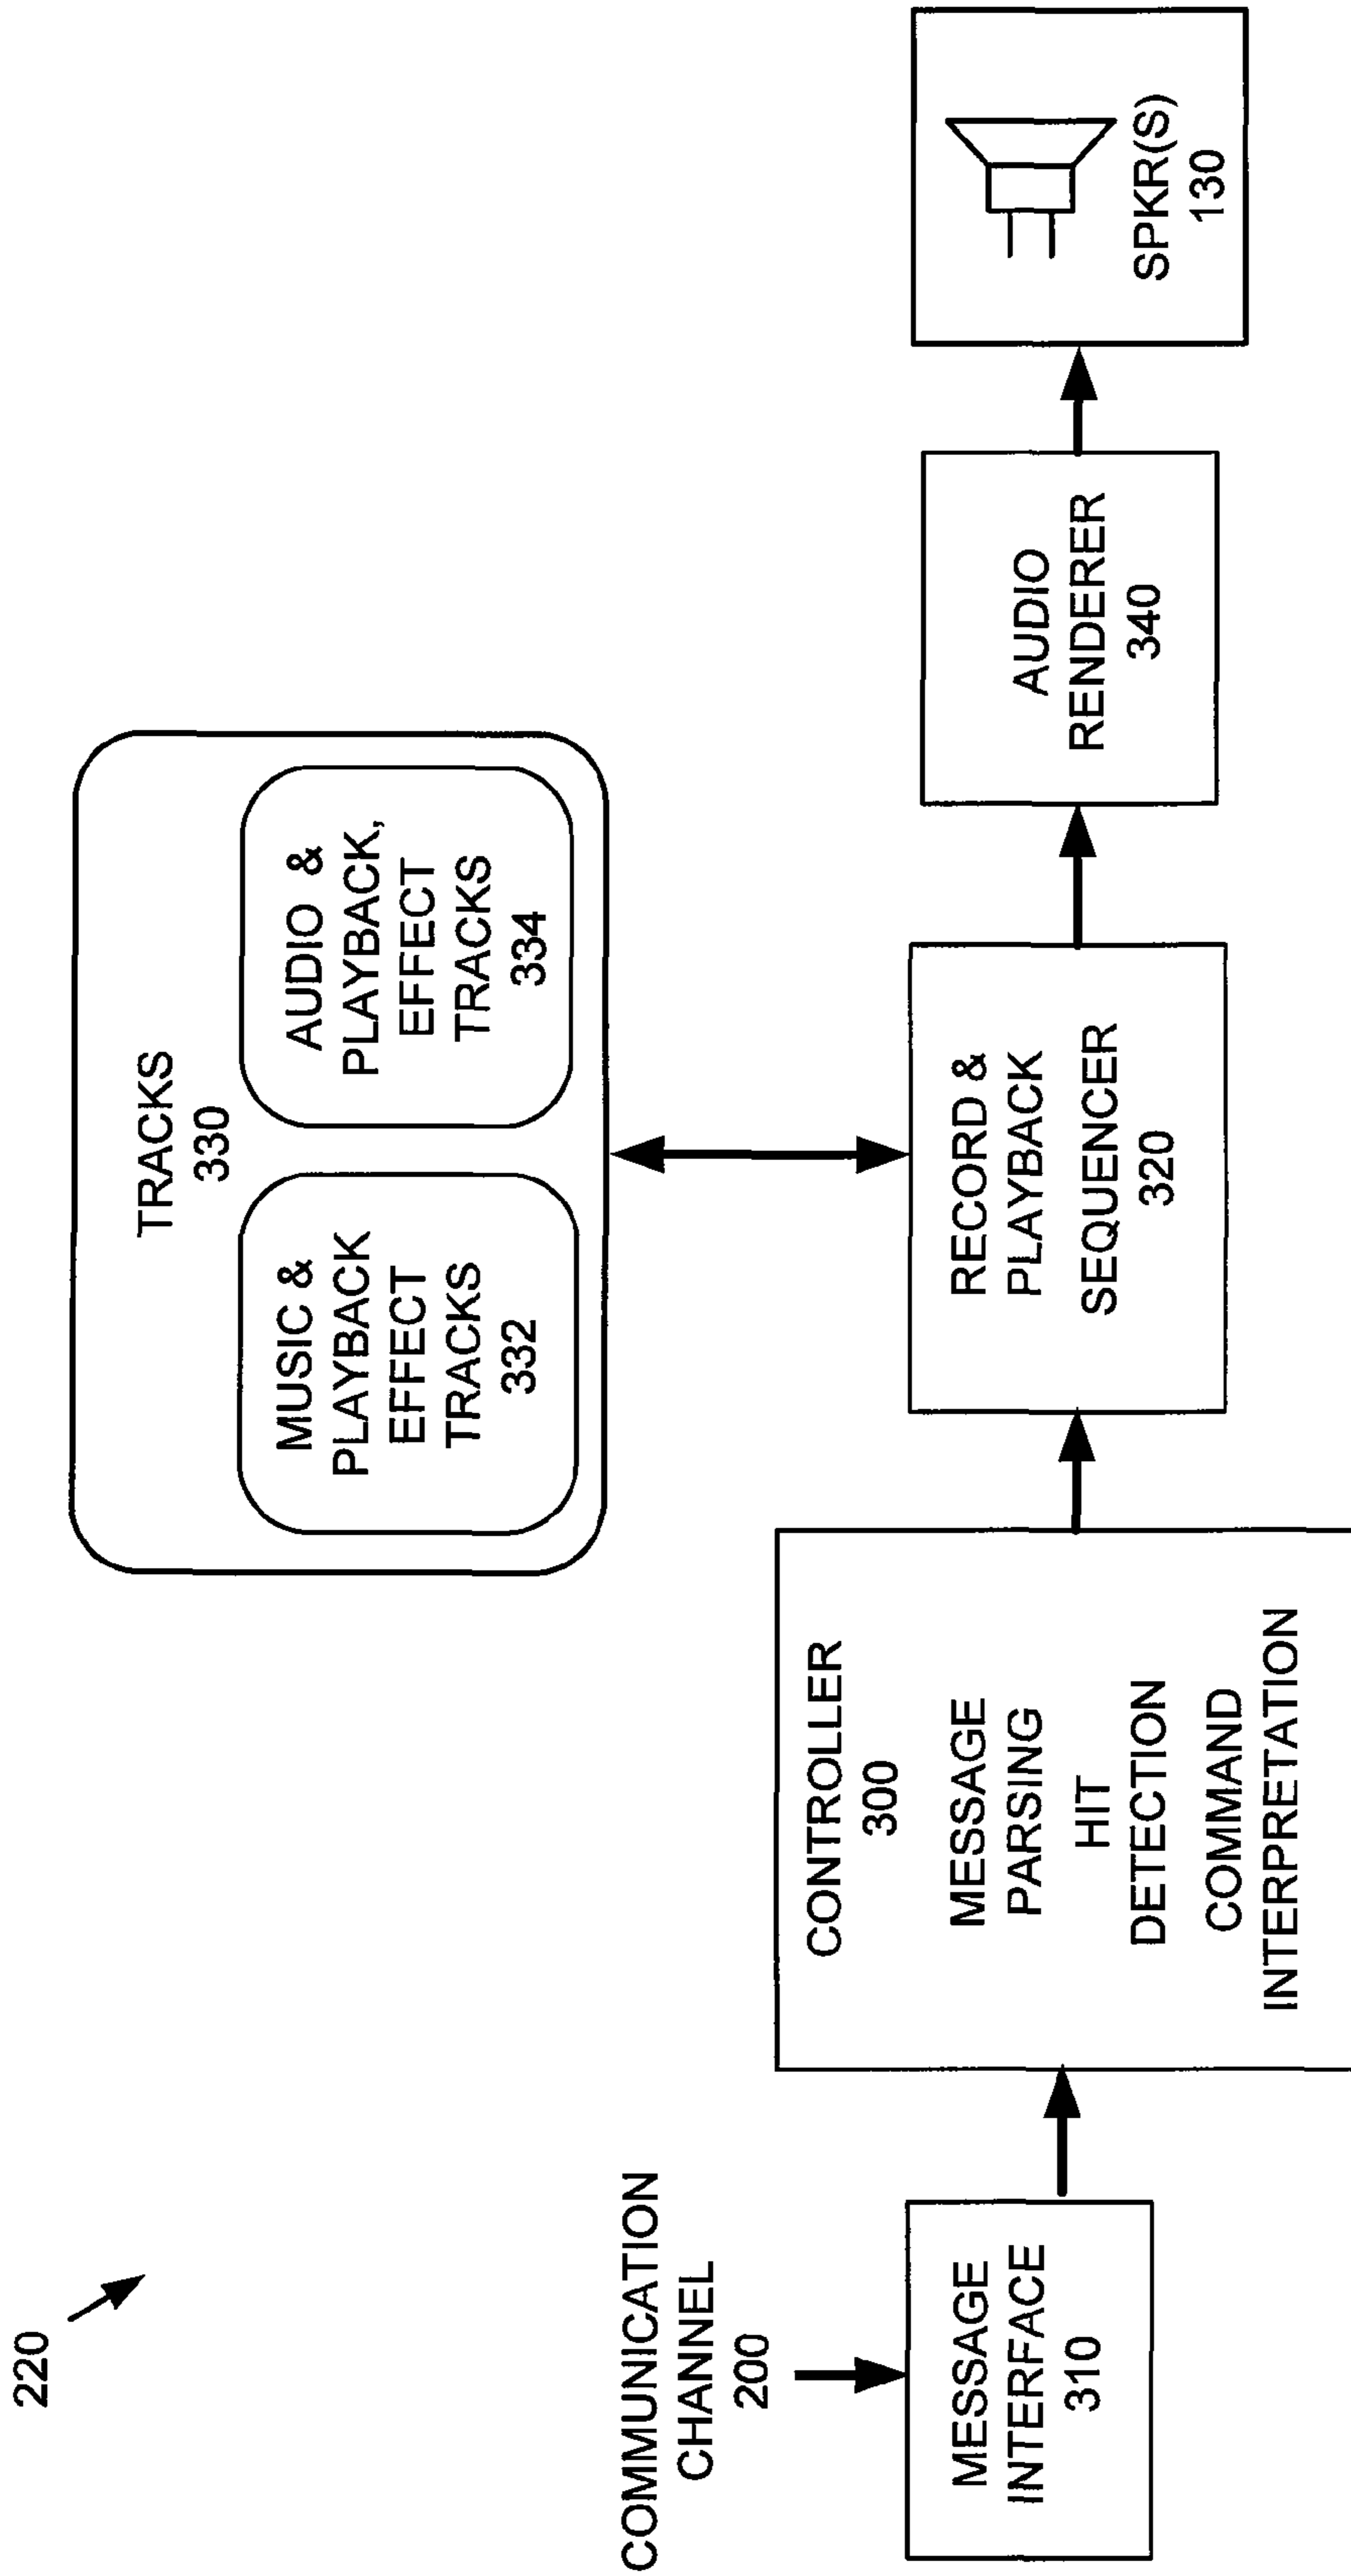 220
TRACKS
330
MUSIC &
PLAYBACK
EFFECT
TRACKS
332
AUDIO &
PLAYBACK,
EFFECT
TRACKS
334
COMMUNICATION
CHANNEL
200
MESSAGE
INTERFACE
310
CONTROLLER
300
MESSAGE
PARSING
HIT
DETECTION
COMMAND
INTERPRETATION
RECORD &
PLAYBACK
SEQUENCER
320
AUDIO
RENDERER
340
SPKR(S)
130